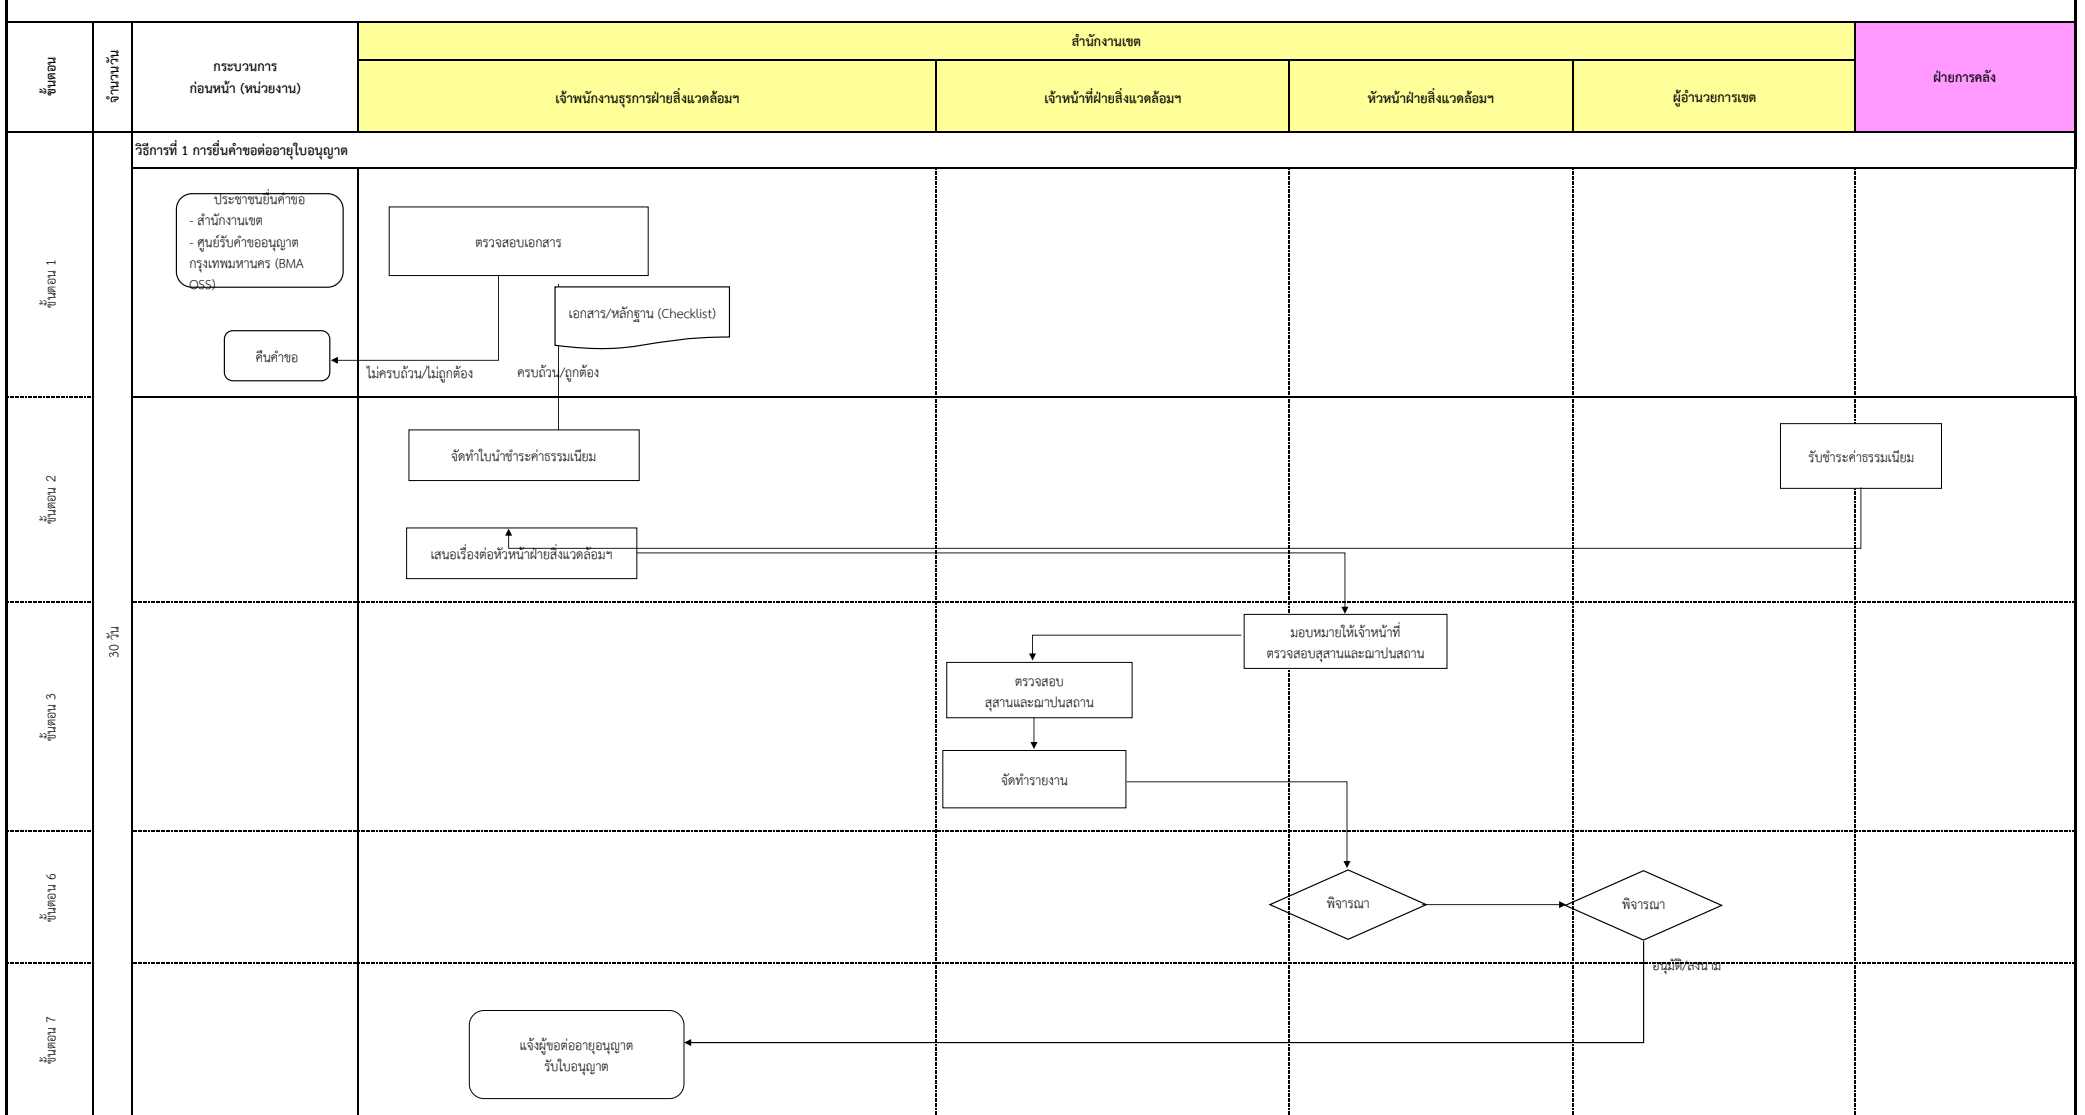 ขั้นตอน
จำนวนวัน
กระบวนการ
ก่อนหน้า (หน่วยงาน)
สำนักงานเขต
ฝ่ายการคลัง
เจ้าพนักงานธุรการฝ่ายสิ่งแวดล้อมฯ
เจ้าหน้าที่ฝ่ายสิ่งแวดล้อมฯ
หัวหน้าฝ่ายสิ่งแวดล้อมฯ
ผู้อำนวยการเขต
วิธีการที่ 1 การยื่นคำขอต่ออายุใบอนุญาต
ขั้นตอน 1
30 วัน
ประชาชนยื่นคำขอ
- สำนักงานเขต
- ศูนย์รับคำขออนุญาต
กรุงเทพมหานคร (BMA
OSS)
ตรวจสอบเอกสาร
เอกสาร/หลักฐาน (Checklist)
คืนคำขอ
ไม่ครบถ้วน/ไม่ถูกต้อง
ครบถ้วน/ถูกต้อง
ขั้นตอน 2
จัดทำใบนำชำระค่าธรรมเนียม
รับชำระค่าธรรมเนียม
เสนอเรื่องต่อหัวหน้าฝ่ายสิ่งแวดล้อมฯ
ขั้นตอน 3
มอบหมายให้เจ้าหน้าที่
ตรวจสอบสุสานและฌาปนสถาน
ตรวจสอบ
สุสานและฌาปนสถาน
จัดทำรายงาน
ขั้นตอน 6
พิจารณา
พิจารณา
อนุมัติ/ลงนาม
ขั้นตอน 7
แจ้งผู้ขอต่ออายุอนุญาต
รับใบอนุญาต